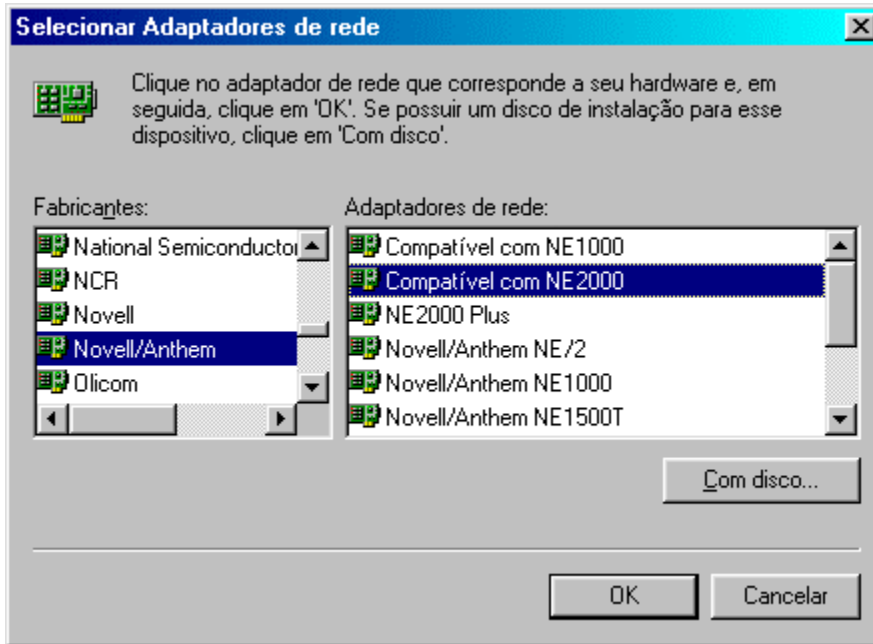 Selecionar Adaptadores de rede
Clique no adaptador de rede que corresponde a seu hardware e, em
seguida, clique em 'OK'. Se possuir um disco de instalação para esse
dispositivo, clique em 'Com disco'.
Fabricantes:
National Semiconductor
NCR
Novell
Novell/Anthem
Olicom
Adaptadores de rede:
Compatível com NE1000
Compatível com NE2000
NE2000 Plus
Novell/Anthem NE/2
Novell/Anthem NE1000
Novell/Anthem NE1500T
Com disco...
OK
Cancelar